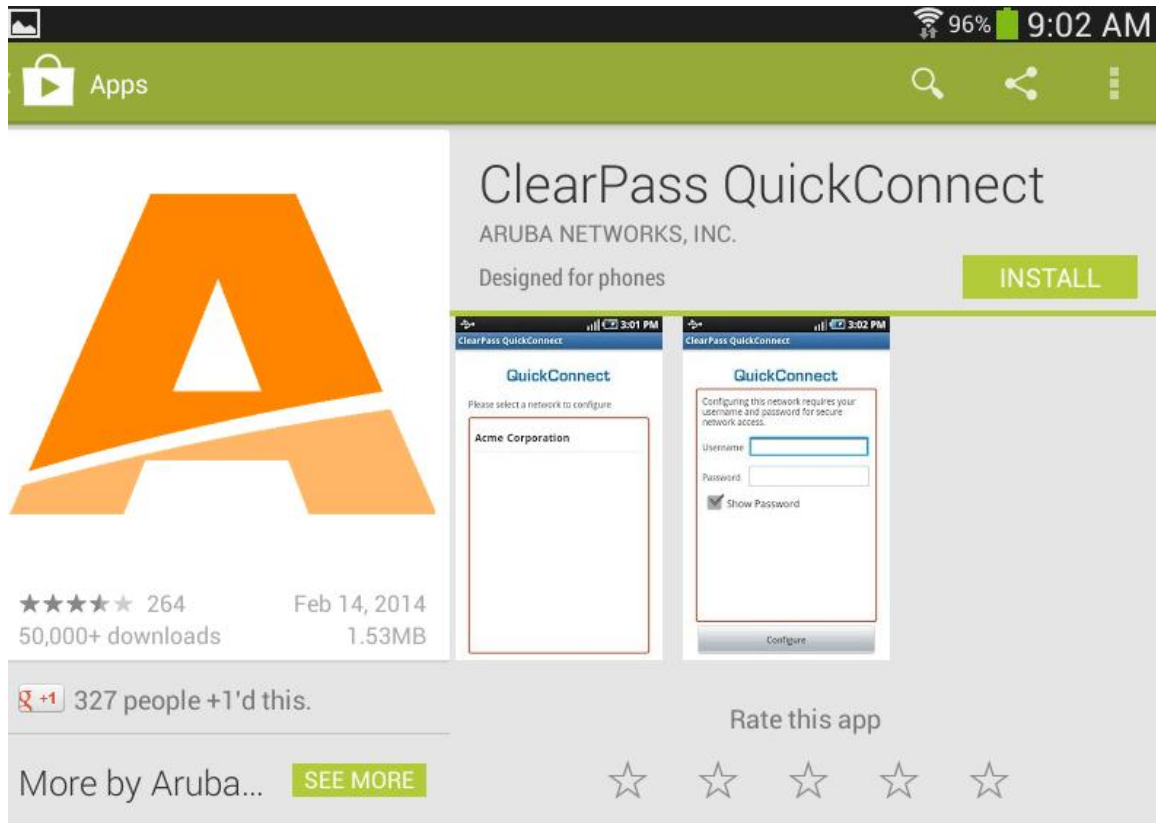 96% 9:02 AM
Apps
ClearPass QuickConnect
ARUBA NETWORKS, INC.
Designed for phones
INSTALL
3:01 PM
ClearPass QuickConnect
QuickConnect
Please select a network to configure
Acme Corporation
3:02 PM
ClearPass QuickConnect
QuickConnect
Configuring this network requires your
username and password for secure
network access.
Username
Password
Show Password
Configure
264
Feb 14, 2014
50,000+ downloads
1.53MB
g +1 327 people +1'd this.
Rate this app
More by Aruba...
SEE MORE